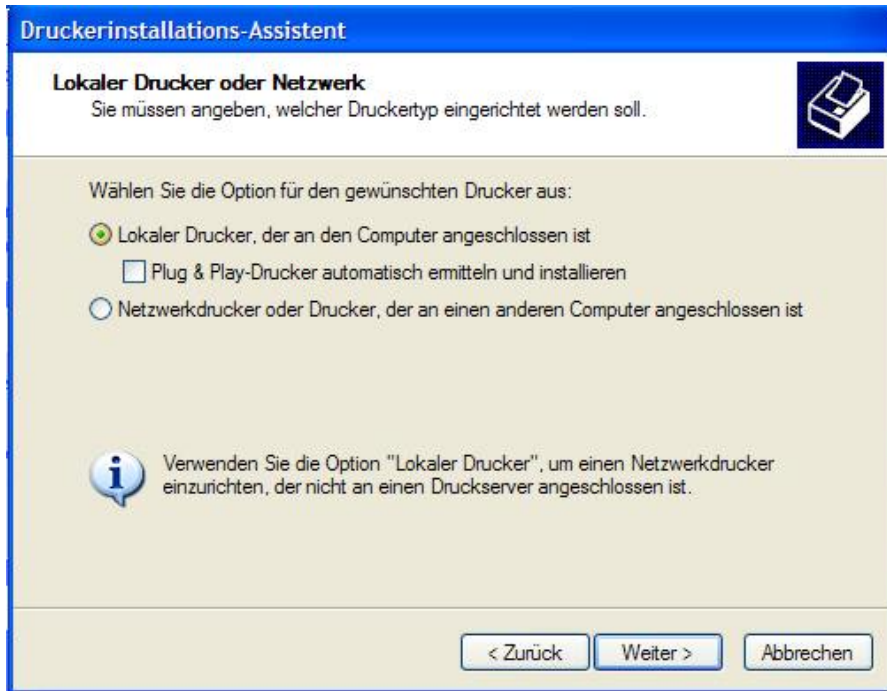 Druckerinstallations-Assistent
Lokaler Drucker oder Netzwerk
Sie müssen angeben, welcher Druckertyp eingerichtet werden soll.
Wählen Sie die Option für den gewünschten Drucker aus:
Lokaler Drucker, der an den Computer angeschlossen ist
Plug & Play-Drucker automatisch ermitteln und installieren
Netzwerkdrucker oder Drucker, der an einen anderen Computer angeschlossen ist
Verwenden Sie die Option "Lokaler Drucker", um einen Netzwerkdrucker
einzurichten, der nicht an einen Druckserver angeschlossen ist.
< Zurück Weiter > Abbrechen